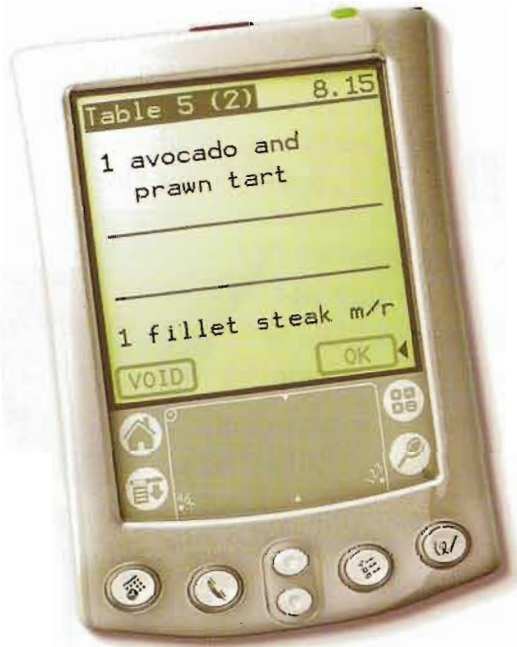 Table 5 (2) 8.15
1 avocado and
prawn tart
1 fillet steak m/r
VOID OK